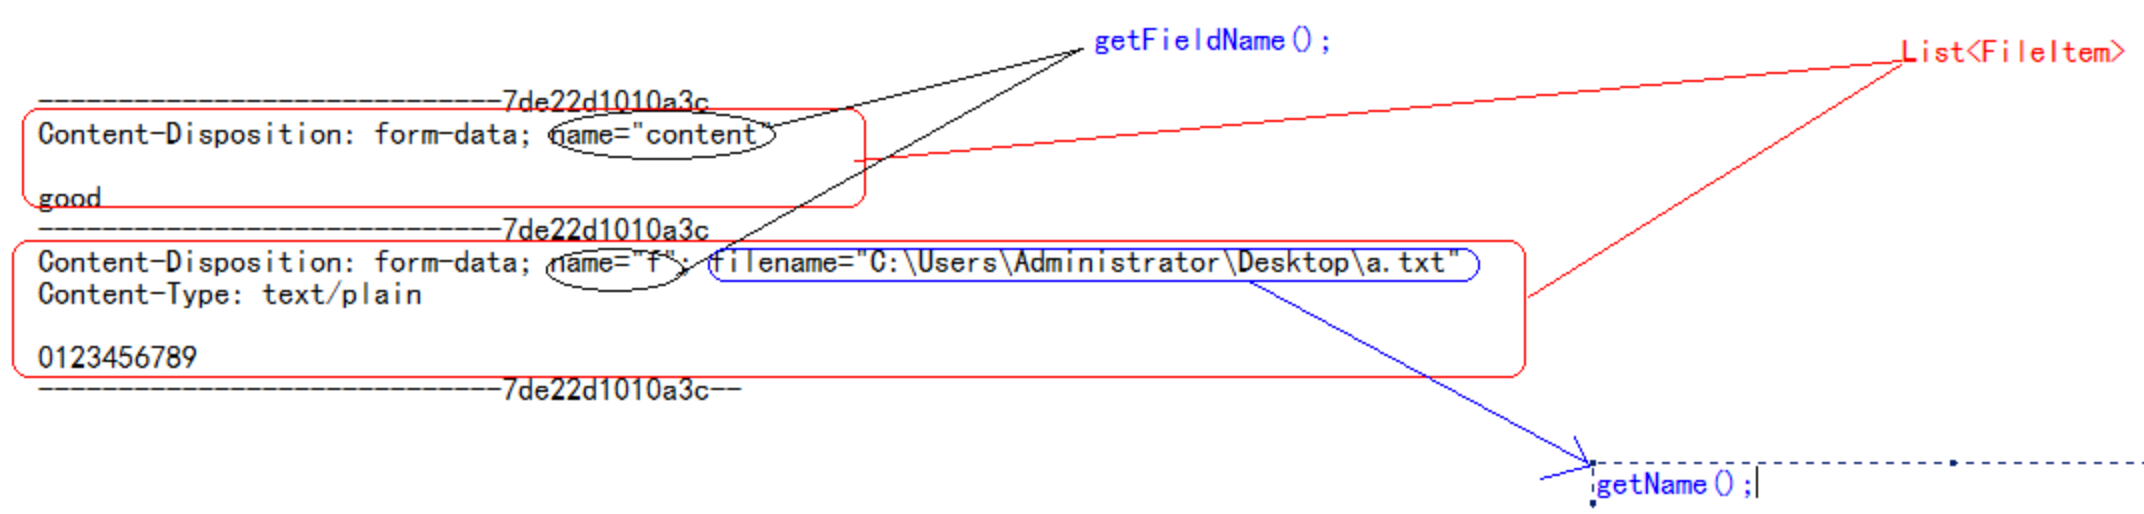 getFieldName();
List<FileItem>
-----------------------------7de22d1010a3c
Content-Disposition: form-data; name="content"
good
-----------------------------7de22d1010a3c
Content-Disposition: form-data; name="f"; filename="C:\Users\Administrator\Desktop\a.txt"
Content-Type: text/plain
0123456789
-----------------------------7de22d1010a3c--
getName();